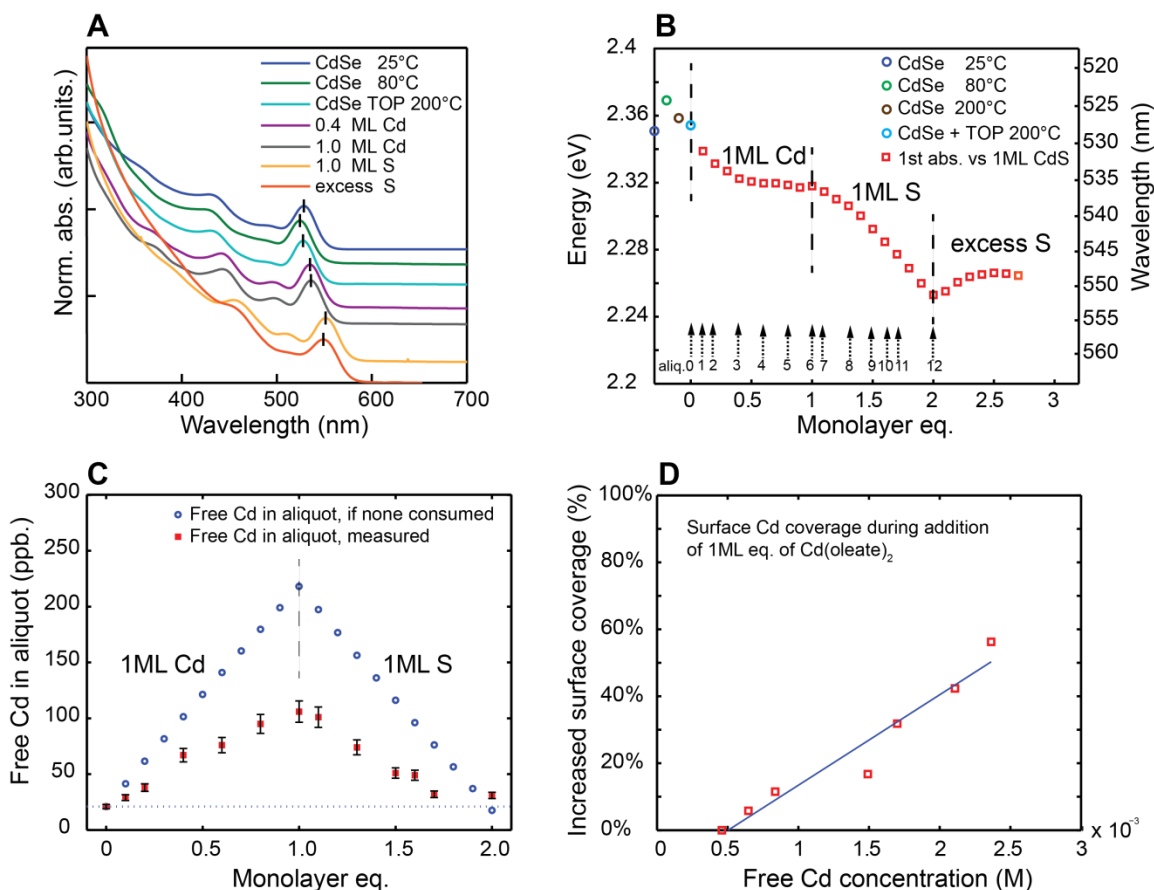 A
Norm. abs. (arb.units.)
CdSe 25°C
CdSe 80°C
CdSe TOP 200°C
0.4 ML Cd
1.0 ML Cd
1.0 ML S
excess S
300 400 500 600 700
Wavelength (nm)
B
Energy (eV)
2.4
2.36
2.32
2.28
2.24
2.2
CdSe 25°C
CdSe 80°C
CdSe 200°C
CdSe + TOP 200°C
1st abs. vs 1ML CdS
1ML Cd
1ML S
excess S
aliq. 0 1 2 3 4 5 6 7 8 9 10 11 12
0 0.5 1 1.5 2 2.5 3
Monolayer eq.
520
525
530
535
540
545
550
555
560
Wavelength (nm)
C
Free Cd in aliquot (ppb.)
300
250
200
150
100
50
0
Free Cd in aliquot, if none consumed
Free Cd in aliquot, measured
1ML Cd
1ML S
0 0.5 1.0 1.5 2.0
Monolayer eq.
D
Increased surface coverage (%)
100%
80%
60%
40%
20%
0%
Surface Cd coverage during addition
of 1ML eq. of Cd(oleate)₂
0 0.5 1 1.5 2 2.5 3 x 10⁻³
Free Cd concentration (M)